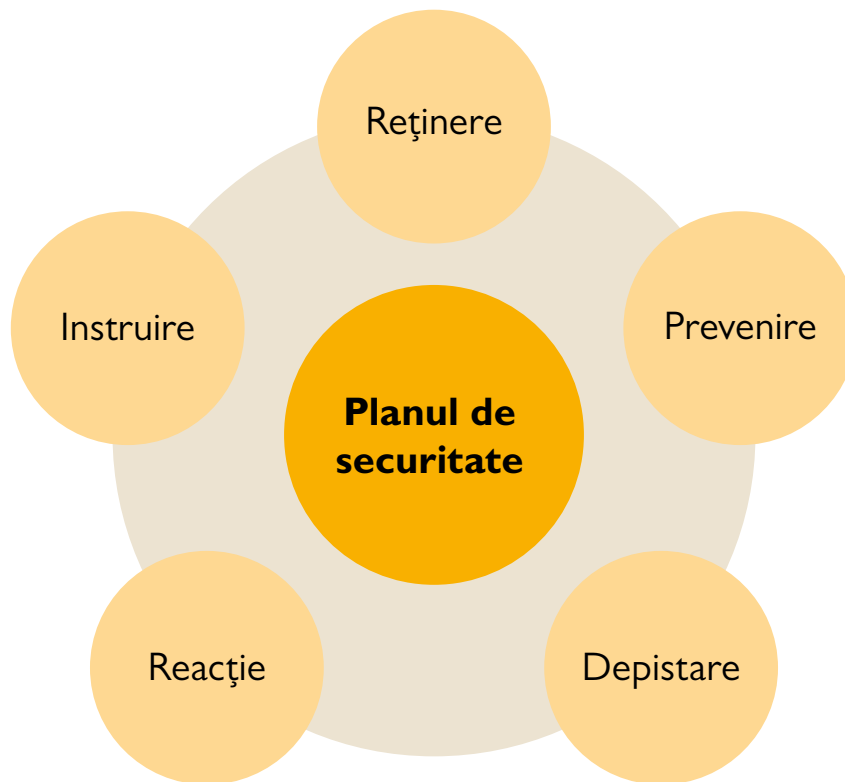 Reţinere
Instruire
Prevenire
Planul de
securitate
Reacţie
Depistare